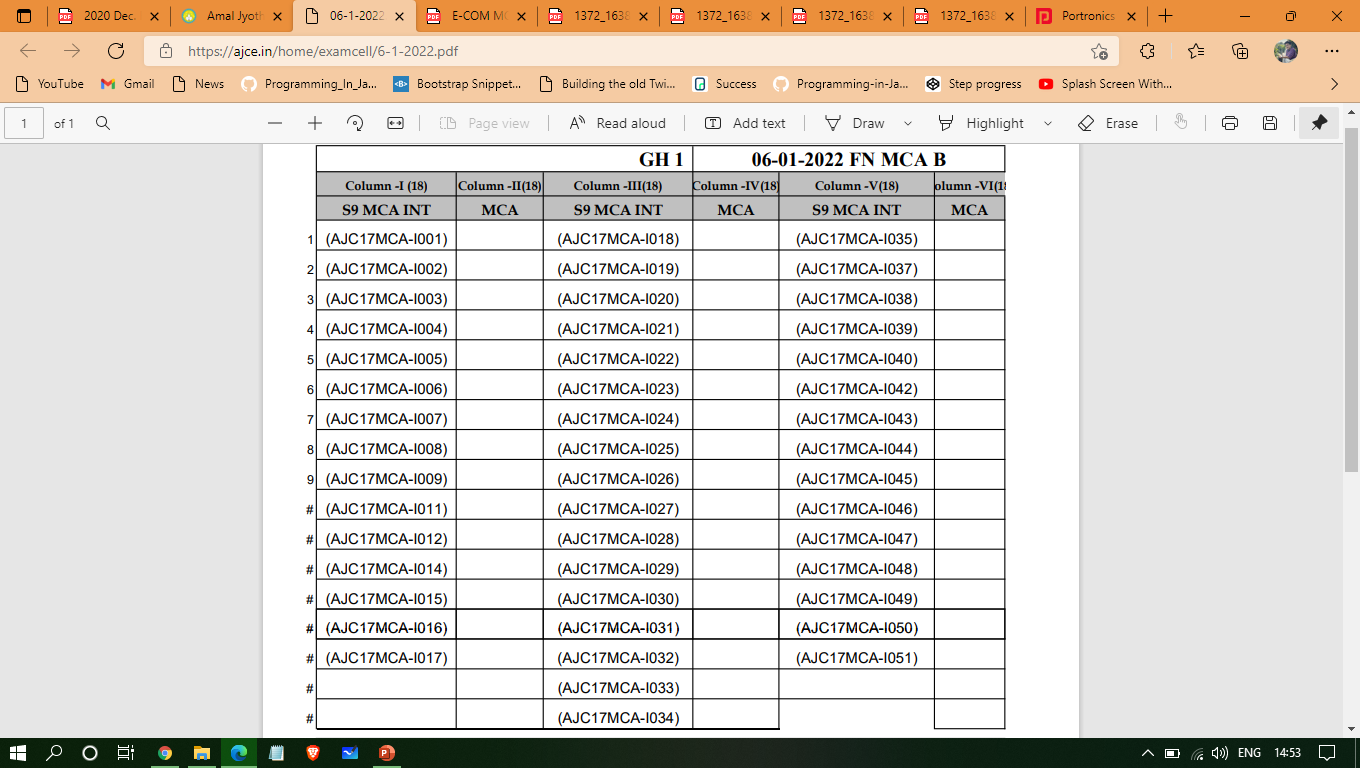 2020 Dec.
Amal Jyoth
06-1-2022
E-COM MC
1372_1638
1372_1638
1372_1638
1372_1638
Portronics
https://ajce.in/home/examcell/6-1-2022.pdf
YouTube Gmail News Programming_In_Ja... Bootstrap Snippet... Building the old Twi... Success Programming-in-Ja... Step progress Splash Screen With...
1 of 1 Page view Read aloud Add text Draw Highlight Erase
GH 1 06-01-2022 FN MCA B
Column -I (18) Column -II(18) Column -III(18) Column -IV(18) Column -V(18) olumn -VI(18
S9 MCA INT MCA S9 MCA INT MCA S9 MCA INT MCA
1 (AJC17MCA-I001) (AJC17MCA-I018) (AJC17MCA-I035)
2 (AJC17MCA-I002) (AJC17MCA-I019) (AJC17MCA-I037)
3 (AJC17MCA-I003) (AJC17MCA-I020) (AJC17MCA-I038)
4 (AJC17MCA-I004) (AJC17MCA-I021) (AJC17MCA-I039)
5 (AJC17MCA-I005) (AJC17MCA-I022) (AJC17MCA-I040)
6 (AJC17MCA-I006) (AJC17MCA-I023) (AJC17MCA-I042)
7 (AJC17MCA-I007) (AJC17MCA-I024) (AJC17MCA-I043)
8 (AJC17MCA-I008) (AJC17MCA-I025) (AJC17MCA-I044)
9 (AJC17MCA-I009) (AJC17MCA-I026) (AJC17MCA-I045)
# (AJC17MCA-I011) (AJC17MCA-I027) (AJC17MCA-I046)
# (AJC17MCA-I012) (AJC17MCA-I028) (AJC17MCA-I047)
# (AJC17MCA-I014) (AJC17MCA-I029) (AJC17MCA-I048)
# (AJC17MCA-I015) (AJC17MCA-I030) (AJC17MCA-I049)
# (AJC17MCA-I016) (AJC17MCA-I031) (AJC17MCA-I050)
# (AJC17MCA-I017) (AJC17MCA-I032) (AJC17MCA-I051)
# (AJC17MCA-I033)
# (AJC17MCA-I034)
ENG 14:53